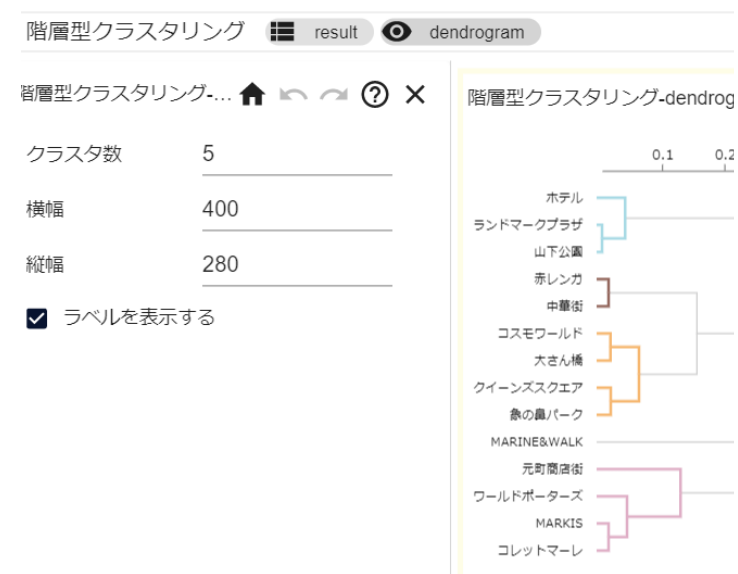 階層型クラスタリング result dendrogram
階層型クラスタリング-...
クラスタ数 5
横幅 400
縦幅 280
ラベルを表示する
階層型クラスタリング-dendrog
0.1 0.2
ホテル
ランドマークプラザ
山下公園
赤レンガ
中華街
コスモワールド
大さん橋
クイーンズスクエア
象の鼻パーク
MARINE&WALK
元町商店街
ワールドポーターズ
MARKIS
コレットマーレ